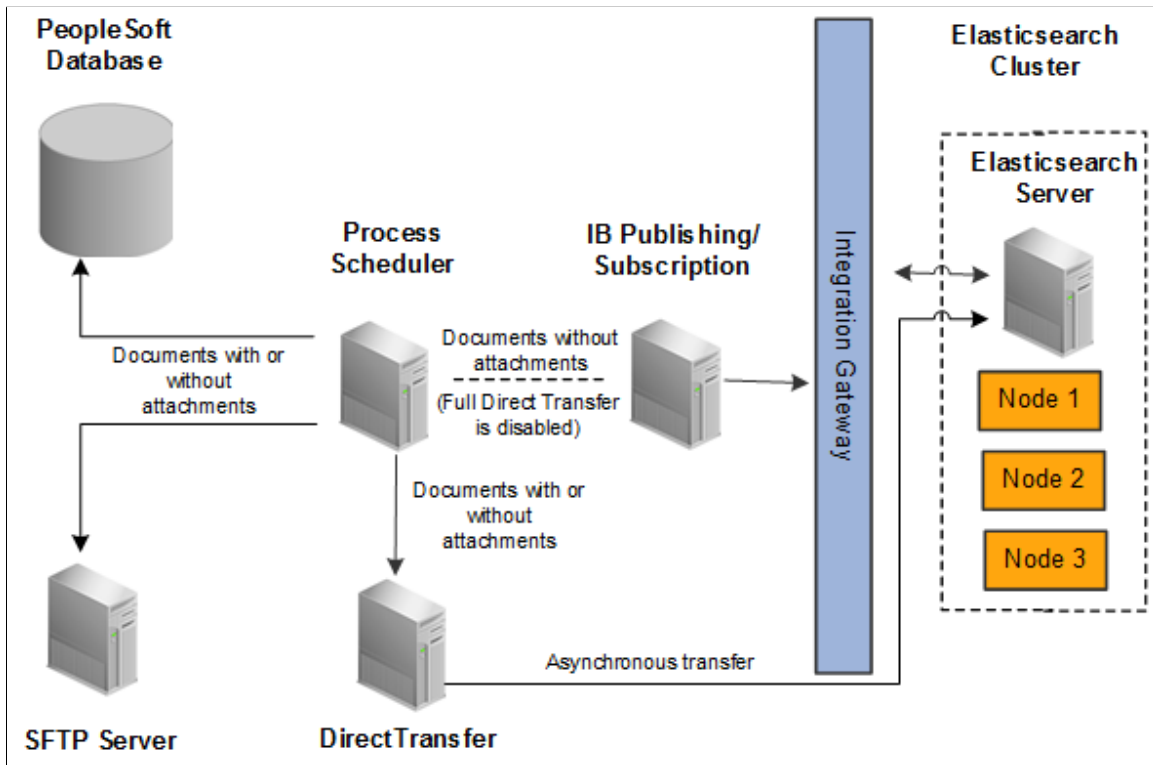 PeopleSoft
Database
Elasticsearch
Cluster
Elasticsearch
Server
Process
Scheduler
IB Publishing/
Subscription
Integration Gateway
Documents with or
without
attachments
Documents without
attachments
(Full Direct Transfer
is disabled)
Node 1
Node 2
Node 3
Documents with or
without
attachments
Asynchronous transfer
SFTP Server
DirectTransfer